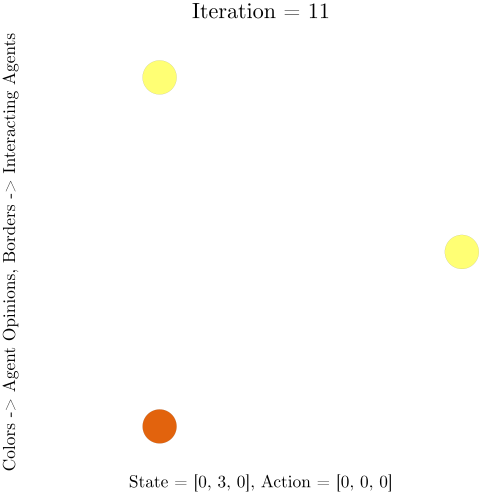 Iteration = 11
Colors -> Agent Opinions, Borders -> Interacting Agents
State = [0, 3, 0], Action = [0, 0, 0]